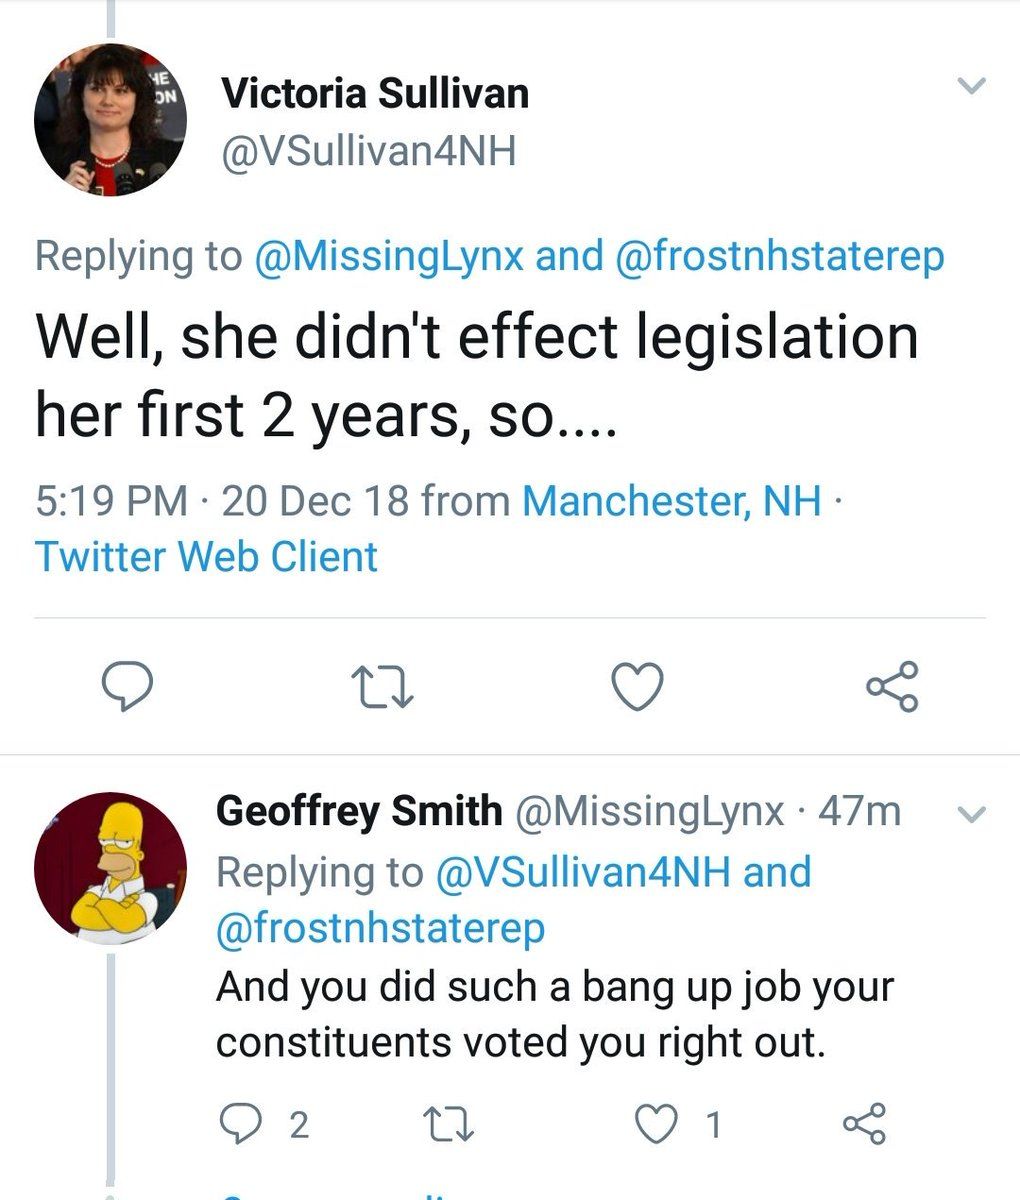 HE
ON
Victoria Sullivan
@VSullivan4NH
Replying to @MissingLynx and @frostnhstaterep
Well, she didn't effect legislation
her first 2 years, so....
5:19 PM · 20 Dec 18 from Manchester, NH ·
Twitter Web Client
Geoffrey Smith @MissingLynx · 47m
Replying to @VSullivan4NH and
@frostnhstaterep
And you did such a bang up job your
constituents voted you right out.
2 1